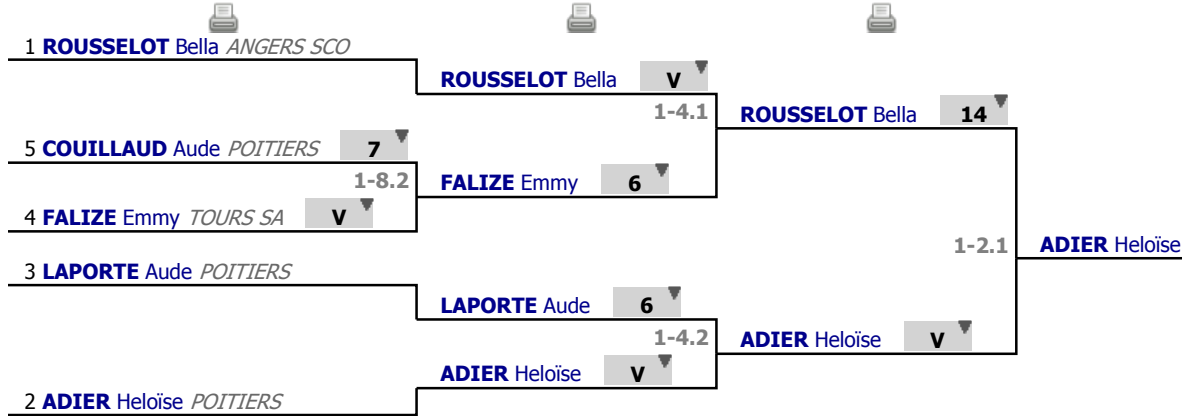 1 ROUSSELOT Bella ANGERS SCO
ROUSSELOT Bella V
1-4.1
ROUSSELOT Bella 14
5 COUILLAUD Aude POITIERS 7
1-8.2
FALIZE Emmy 6
4 FALIZE Emmy TOURS SA V
1-2.1
ADIER Heloïse
3 LAPORTE Aude POITIERS
LAPORTE Aude 6
1-4.2
ADIER Heloïse V
ADIER Heloïse V
2 ADIER Heloïse POITIERS